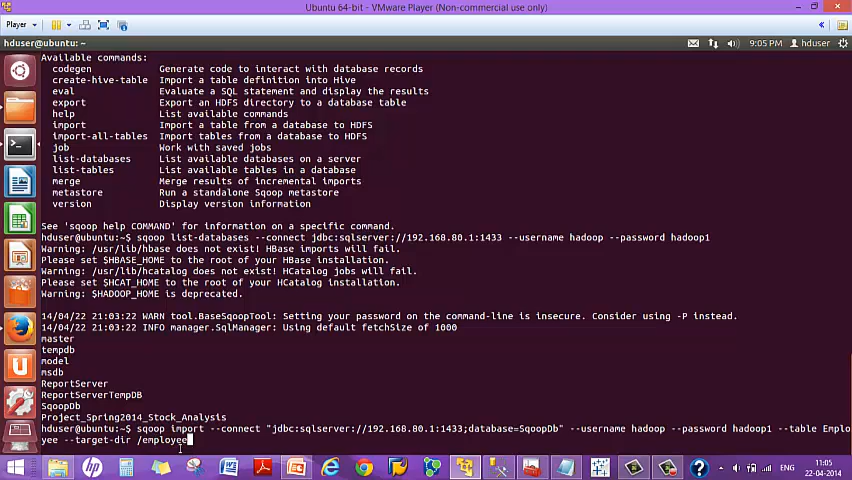 Ubuntu 64-bit - VMware Player (Non-commercial use only)
Player
hduser@ubuntu: ~
9:05 PM
hduser
Available commands:
codegen Generate code to interact with database records
create-hive-table Import a table definition into Hive
eval Evaluate a SQL statement and display the results
export Export an HDFS directory to a database table
help List available commands
import Import a table from a database to HDFS
import-all-tables Import tables from a database to HDFS
job Work with saved jobs
list-databases List available databases on a server
list-tables List available tables in a database
merge Merge results of incremental imports
metastore Run a standalone Sqoop metastore
version Display version information
See 'sqoop help COMMAND' for information on a specific command.
hduser@ubuntu:~$ sqoop list-databases --connect jdbc:sqlserver://192.168.80.1:1433 --username hadoop --password hadoop1
Warning: /usr/lib/hbase does not exist! HBase imports will fail.
Please set $HBASE_HOME to the root of your HBase installation.
Warning: /usr/lib/hcatalog does not exist! HCatalog jobs will fail.
Please set $HCAT_HOME to the root of your HCatalog installation.
Warning: $HADOOP_HOME is deprecated.
14/04/22 21:03:22 WARN tool.BaseSqoopTool: Setting your password on the command-line is insecure. Consider using -P instead.
14/04/22 21:03:22 INFO manager.SqlManager: Using default fetchSize of 1000
master
tempdb
model
msdb
ReportServer
ReportServerTempDB
SqoopDb
Project_Spring2014_Stock_Analysis
hduser@ubuntu:~$ sqoop import --connect "jdbc:sqlserver://192.168.80.1:1433;database=SqoopDb" --username hadoop --password hadoop1 --table Emplo
yee --target-dir /employee
ENG
11:05
22-04-2014